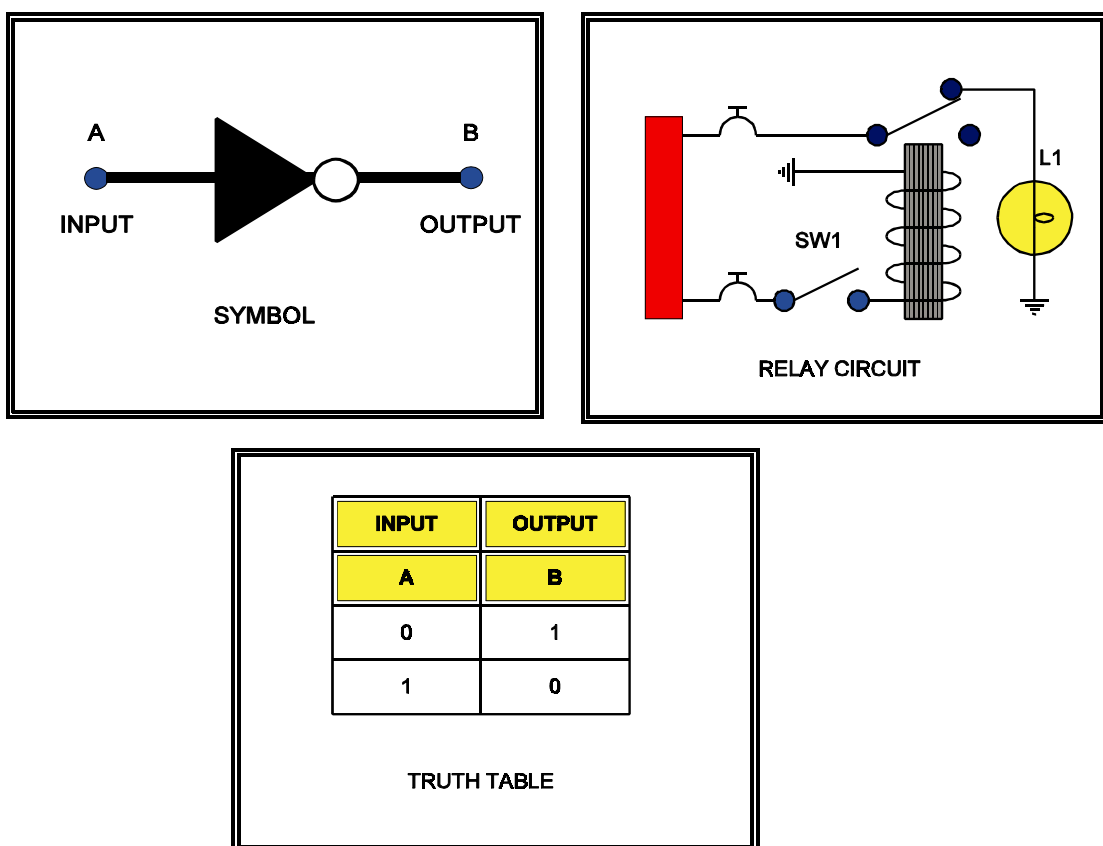 A B
INPUT OUTPUT
SYMBOL
L1
SW1
RELAY CIRCUIT
INPUT OUTPUT
A B
0 1
1 0
TRUTH TABLE